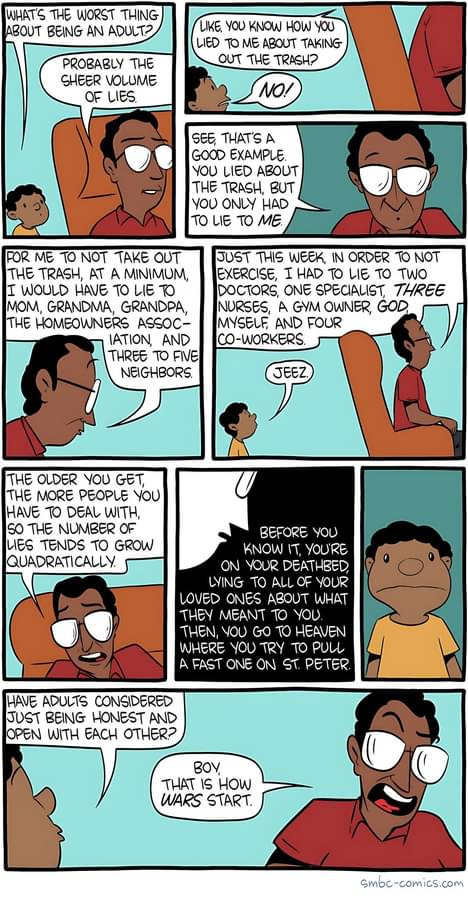 WHAT'S THE WORST THING
ABOUT BEING AN ADULT?
PROBABLY THE
SHEER VOLUME
OF LIES.
LIKE, YOU KNOW HOW YOU
LIED TO ME ABOUT TAKING
OUT THE TRASH?
NO!
SEE, THAT'S A
GOOD EXAMPLE.
YOU LIED ABOUT
THE TRASH, BUT
YOU ONLY HAD
TO LIE TO ME.
FOR ME TO NOT TAKE OUT
THE TRASH, AT A MINIMUM,
I WOULD HAVE TO LIE TO
MOM, GRANDMA, GRANDPA,
THE HOMEOWNERS ASSOC-
IATION, AND
THREE TO FIVE
NEIGHBORS.
JUST THIS WEEK, IN ORDER TO NOT
EXERCISE, I HAD TO LIE TO TWO
DOCTORS, ONE SPECIALIST, THREE
NURSES, A GYM OWNER, GOD,
MYSELF, AND FOUR
CO-WORKERS.
JEEZ.
THE OLDER YOU GET,
THE MORE PEOPLE YOU
HAVE TO DEAL WITH,
SO THE NUMBER OF
LIES TENDS TO GROW
QUADRATICALLY.
BEFORE YOU
KNOW IT, YOU'RE
ON YOUR DEATHBED,
LYING TO ALL OF YOUR
LOVED ONES ABOUT WHAT
THEY MEANT TO YOU.
THEN, YOU GO TO HEAVEN
WHERE YOU TRY TO PULL
A FAST ONE ON ST. PETER.
HAVE ADULTS CONSIDERED
JUST BEING HONEST AND
OPEN WITH EACH OTHER?
BOY,
THAT IS HOW
WARS START.
smbc-comics.com